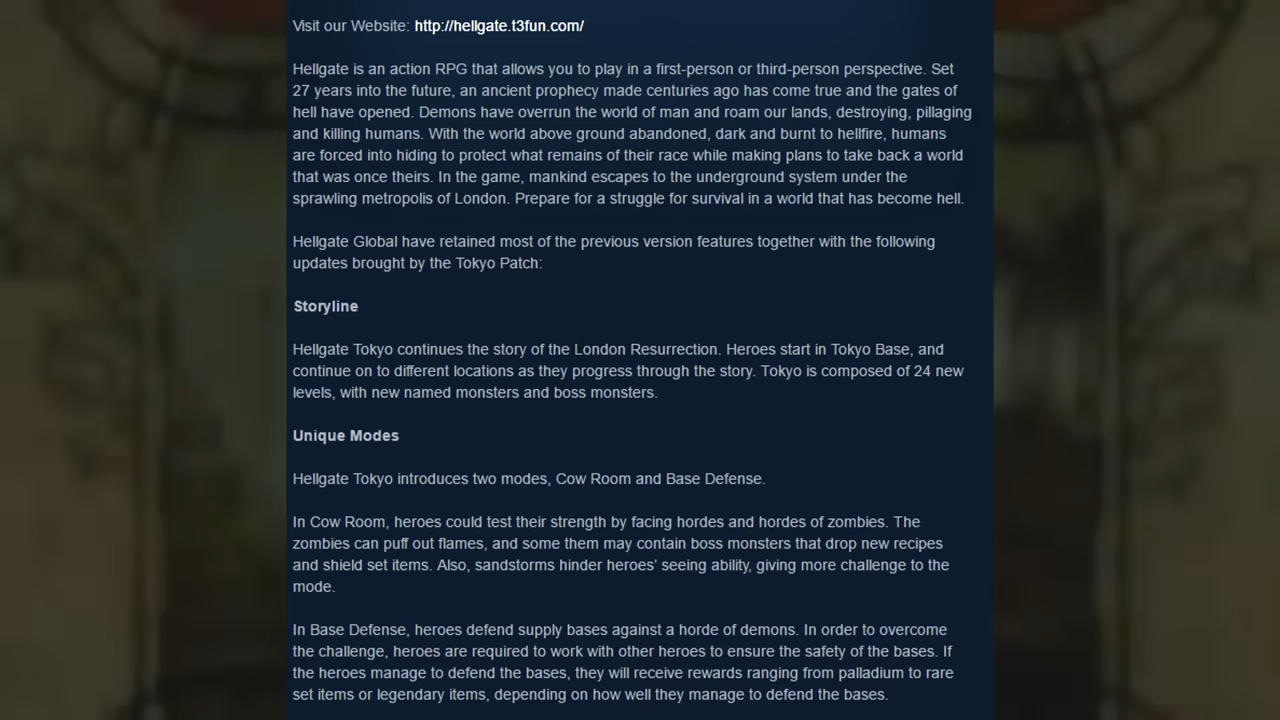 Visit our Website: http://hellgate.t3fun.com/
Hellgate is an action RPG that allows you to play in a first-person or third-person perspective. Set
27 years into the future, an ancient prophecy made centuries ago has come true and the gates of
hell have opened. Demons have overrun the world of man and roam our lands, destroying, pillaging
and killing humans. With the world above ground abandoned, dark and burnt to hellfire, humans
are forced into hiding to protect what remains of their race while making plans to take back a world
that was once theirs. In the game, mankind escapes to the underground system under the
sprawling metropolis of London. Prepare for a struggle for survival in a world that has become hell.
Hellgate Global have retained most of the previous version features together with the following
updates brought by the Tokyo Patch:
Storyline
Hellgate Tokyo continues the story of the London Resurrection. Heroes start in Tokyo Base, and
continue on to different locations as they progress through the story. Tokyo is composed of 24 new
levels, with new named monsters and boss monsters.
Unique Modes
Hellgate Tokyo introduces two modes, Cow Room and Base Defense.
In Cow Room, heroes could test their strength by facing hordes and hordes of zombies. The
zombies can puff out flames, and some them may contain boss monsters that drop new recipes
and shield set items. Also, sandstorms hinder heroes' seeing ability, giving more challenge to the
mode.
In Base Defense, heroes defend supply bases against a horde of demons. In order to overcome
the challenge, heroes are required to work with other heroes to ensure the safety of the bases. If
the heroes manage to defend the bases, they will receive rewards ranging from palladium to rare
set items or legendary items, depending on how well they manage to defend the bases.